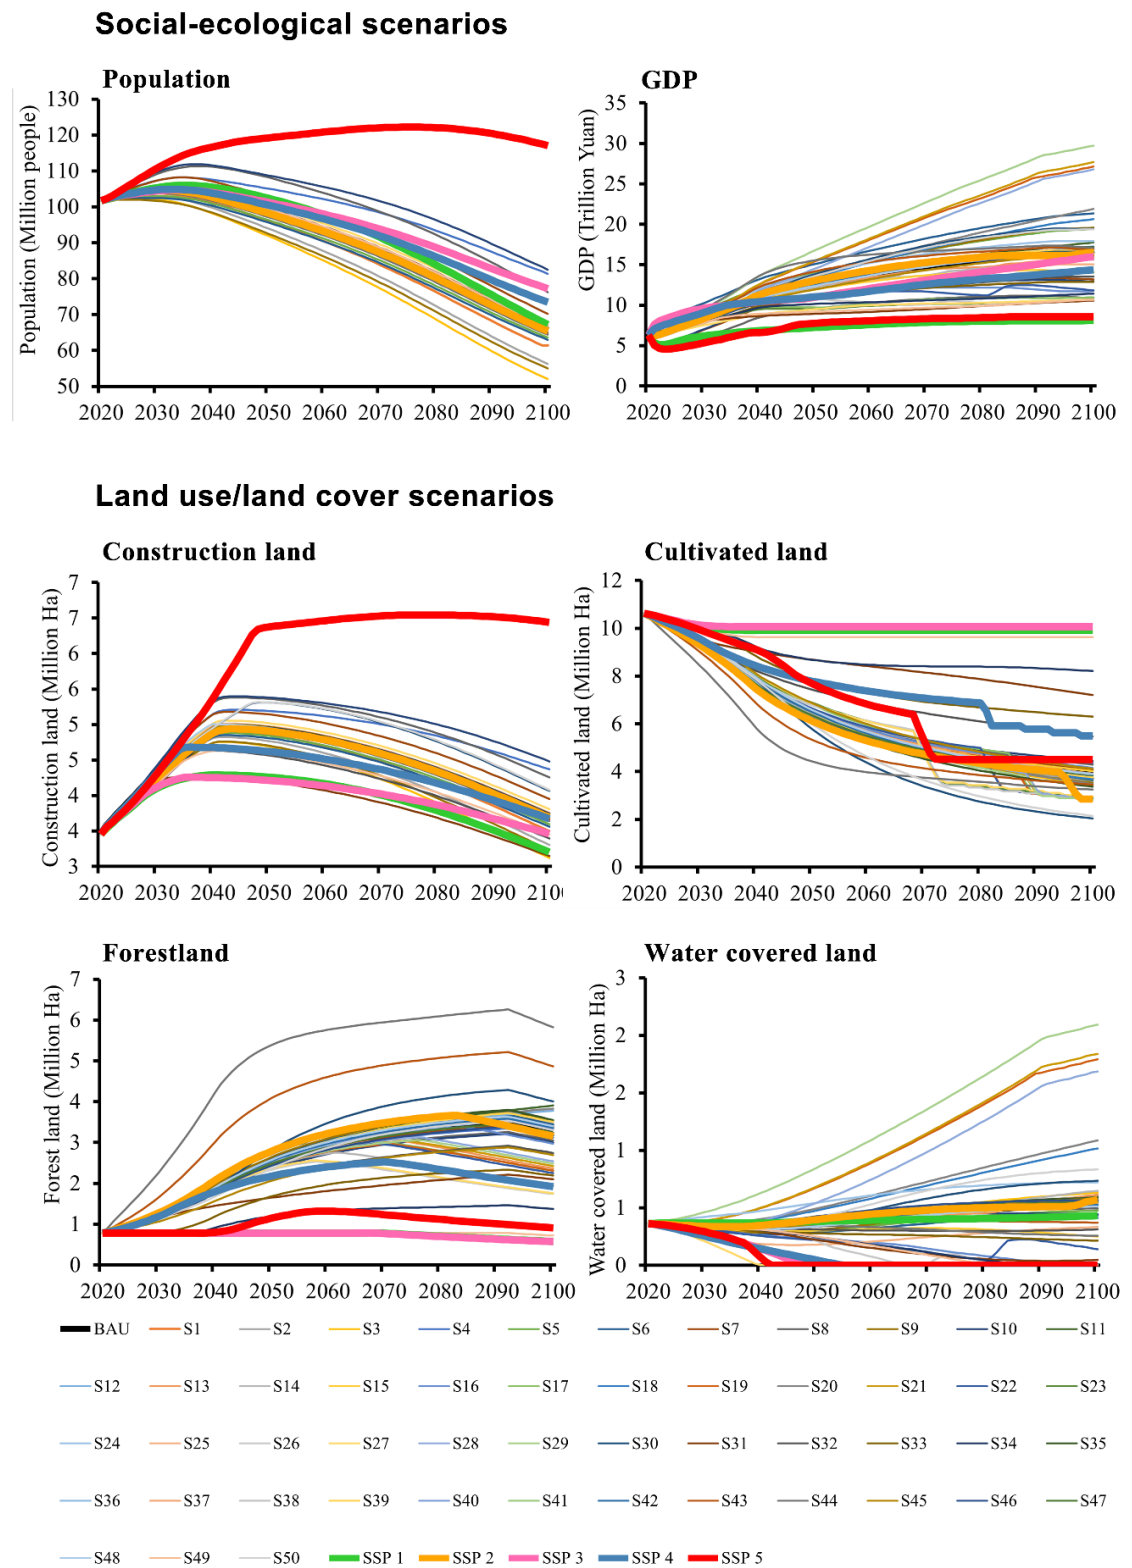 Social-ecological scenarios
Population
GDP
Population (Million people)
130
120
110
100
90
80
70
60
50
2020 2030 2040 2050 2060 2070 2080 2090 2100
GDP (Trillion Yuan)
35
30
25
20
15
10
5
0
2020 2030 2040 2050 2060 2070 2080 2090 2100
Land use/land cover scenarios
Construction land
Cultivated land
Construction land (Million Ha)
7
7
6
6
5
5
4
4
3
2020 2030 2040 2050 2060 2070 2080 2090 2100
Cultivated land (Million Ha)
12
10
8
6
4
2
0
2020 2030 2040 2050 2060 2070 2080 2090 2100
Forestland
Water covered land
Forest land (Million Ha)
7
6
5
4
3
2
1
0
2020 2030 2040 2050 2060 2070 2080 2090 2100
Water covered land (Million Ha)
3
2
2
1
1
0
2020 2030 2040 2050 2060 2070 2080 2090 2100
BAU S1 S2 S3 S4 S5 S6 S7 S8 S9 S10 S11
S12 S13 S14 S15 S16 S17 S18 S19 S20 S21 S22 S23
S24 S25 S26 S27 S28 S29 S30 S31 S32 S33 S34 S35
S36 S37 S38 S39 S40 S41 S42 S43 S44 S45 S46 S47
S48 S49 S50 SSP 1 SSP 2 SSP 3 SSP 4 SSP 5